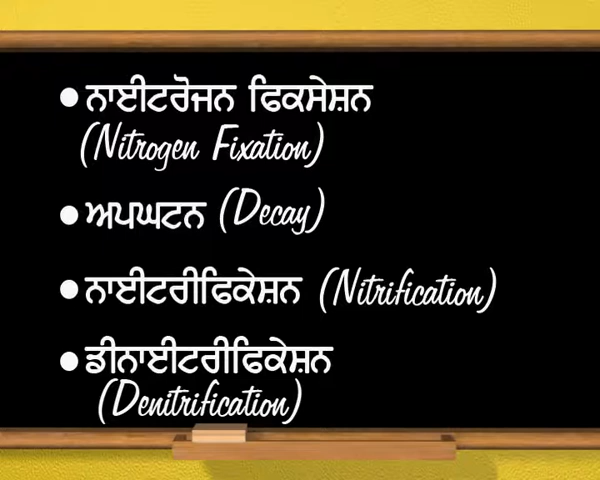 • ਨਾਈਟਰੋਜਨ ਫਿਕਸੇਸ਼ਨ
(Nitrogen Fixation)
• ਅਪਘਟਨ (Decay)
• ਨਾਈਟਰੀਫਿਕੇਸ਼ਨ (Nitrification)
• ਡੀਨਾਈਟਰੀਫਿਕੇਸ਼ਨ
(Denitrification)